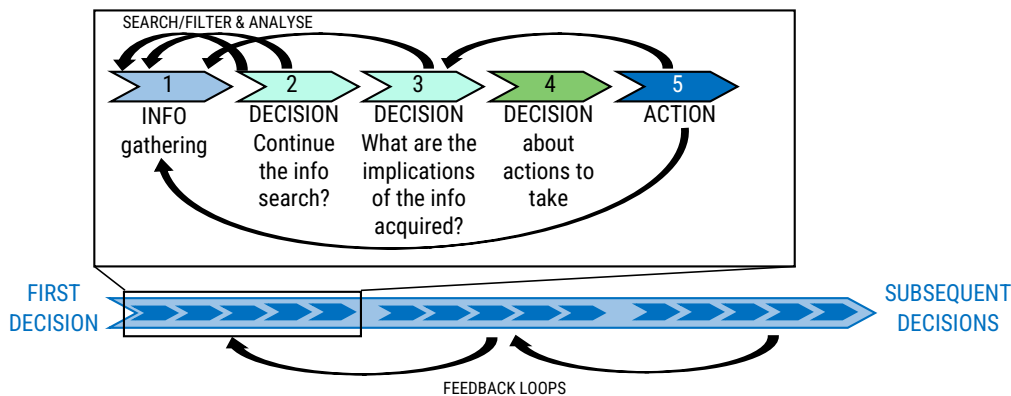 SEARCH/FILTER & ANALYSE
1
2
3
4
5
INFO
gathering
DECISION
Continue
the info
search?
DECISION
What are the
implications
of the info
acquired?
DECISION
about
actions to
take
ACTION
FIRST
DECISION
SUBSEQUENT
DECISIONS
FEEDBACK LOOPS